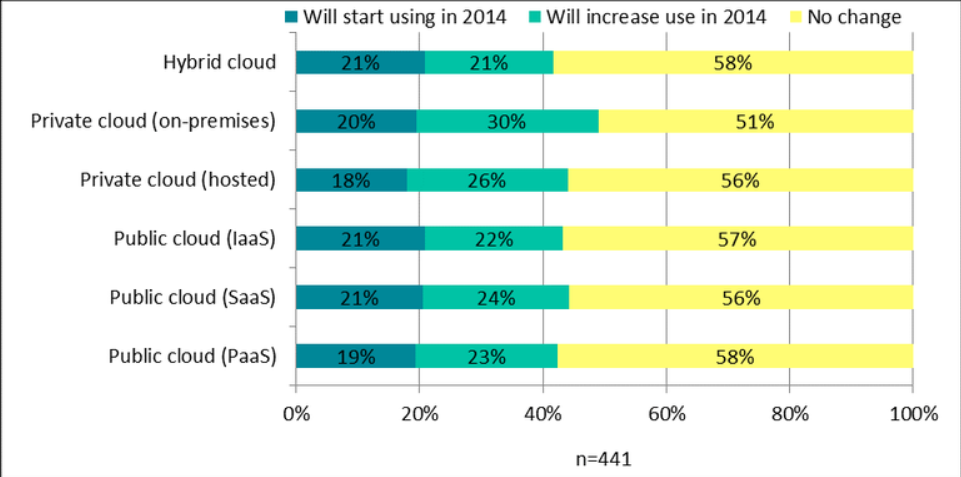 Will start using in 2014 Will increase use in 2014 No change
Hybrid cloud 21% 21% 58%
Private cloud (on-premises) 20% 30% 51%
Private cloud (hosted) 18% 26% 56%
Public cloud (IaaS) 21% 22% 57%
Public cloud (SaaS) 21% 24% 56%
Public cloud (PaaS) 19% 23% 58%
0% 20% 40% 60% 80% 100%
n=441